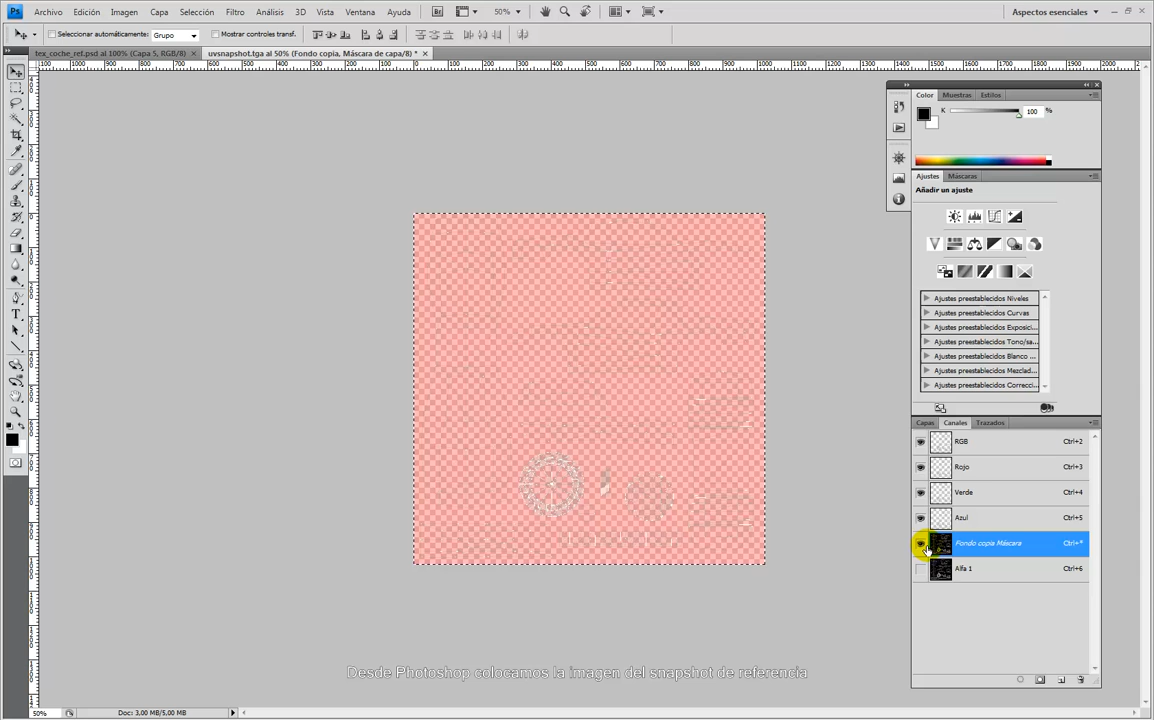 Ps Archivo Edición Imagen Capa Selección Filtro Análisis 3D Vista Ventana Ayuda Br 50% Aspectos esenciales
Seleccionar automáticamente: Grupo Mostrar controles transf.
tex_coche_ref.psd al 100% (Capa 5, RGB/8) uvsnapshot.tga al 50% (Fondo copia, Máscara de capa/8) *
Color Muestras Estilos
K 100 %
Ajustes Máscaras
Añadir un ajuste
Ajustes preestablecidos Niveles
Ajustes preestablecidos Curvas
Ajustes preestablecidos Exposici...
Ajustes preestablecidos Tono/sa...
Ajustes preestablecidos Blanco ...
Ajustes preestablecidos Mezclad...
Ajustes preestablecidos Correcci...
Capas Canales Trazados
RGB Ctrl+2
Rojo Ctrl+3
Verde Ctrl+4
Azul Ctrl+5
Fondo copia Máscara Ctrl+*
Alfa 1 Ctrl+6
Desde Photoshop colocamos la imagen del snapshot de referencia
50% Doc: 3,00 MB/5,00 MB